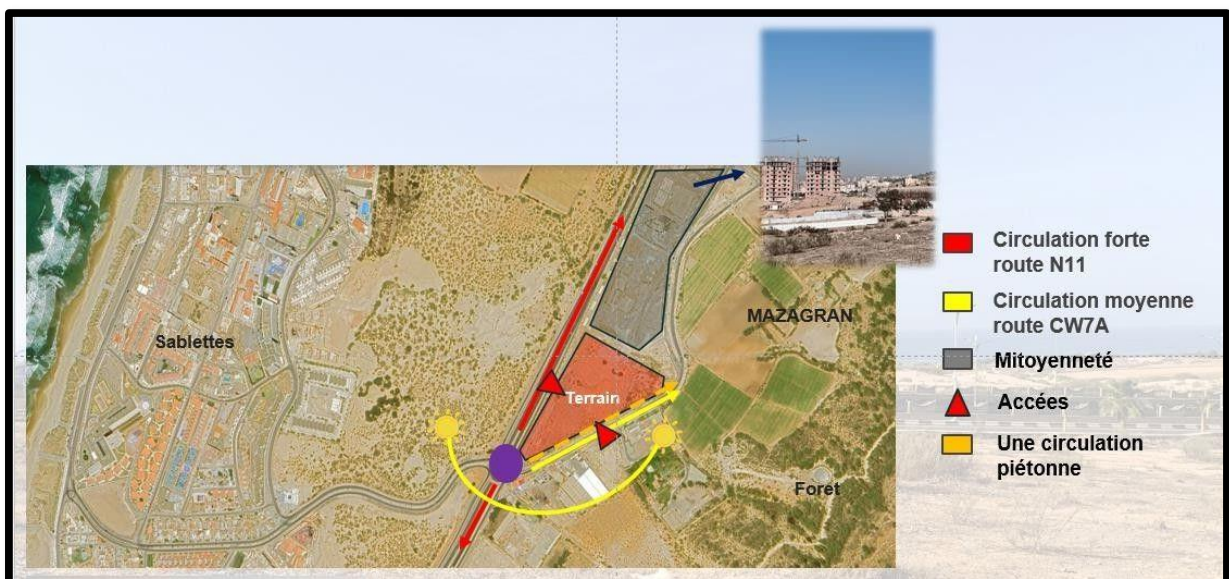 Sablettes
Terrain
MAZAGRAN
Foret
Circulation forte
route N11
Circulation moyenne
route CW7A
Mitoyenneté
Accées
Une circulation
piétonne